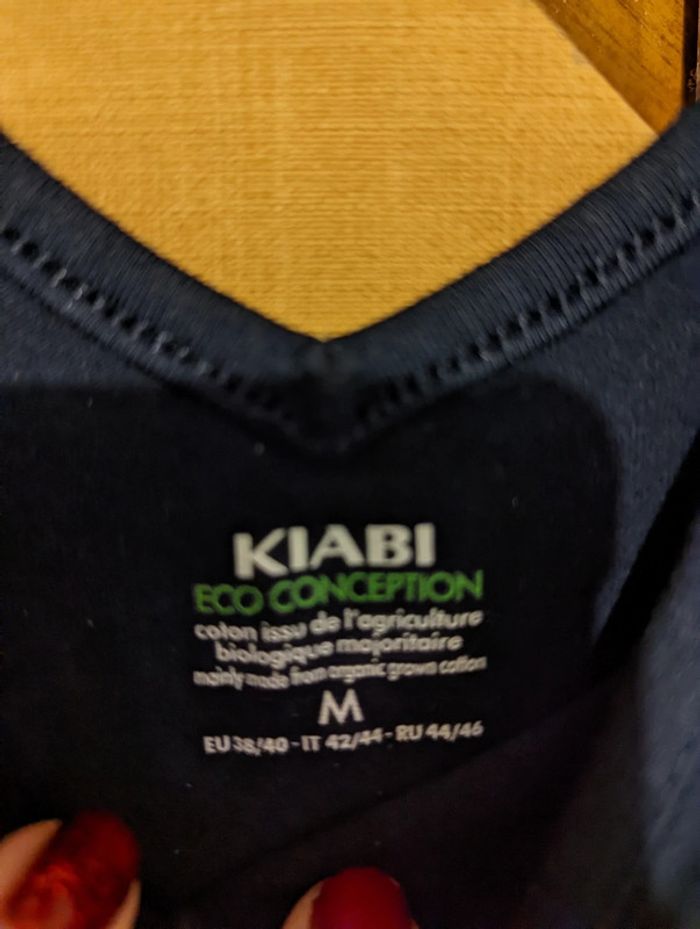 KIABI
ECO CONCEPTION
coton issu de l'agriculture
biologique majoritaire
mainly made from organic grown cotton
M
EU 38/40 - IT 42/44 - RU 44/46